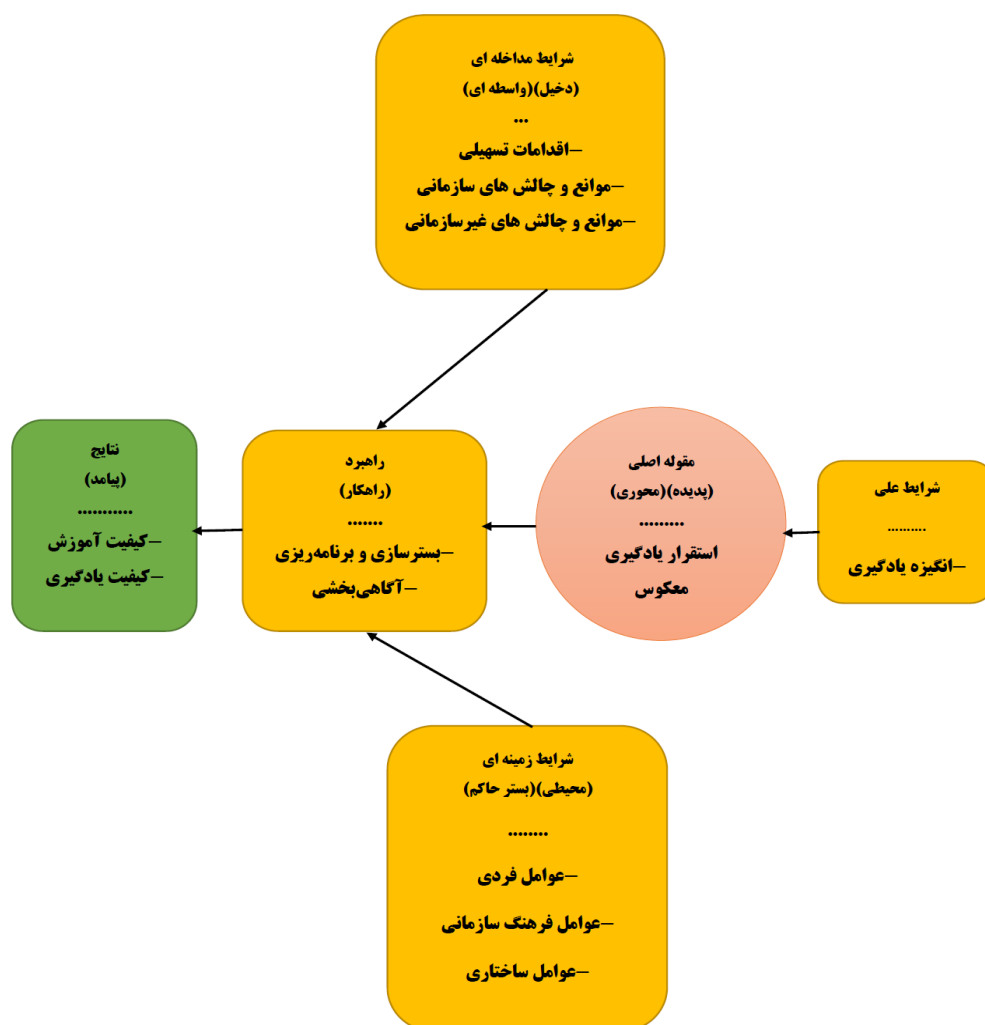 شرایط مداخله ای
(دخیل)(واسطه ای)
...
–اقدامات تسهیلی
–موانع و چالش های سازمانی
–موانع و چالش های غیرسازمانی
شرایط علی
..........
–انگیزه یادگیری
مقوله اصلی
(پدیده)(محوری)
.........
استقرار یادگیری
معکوس
راهبرد
(راهکار)
.......
–بسترسازی و برنامه‌ریزی
–آگاهی‌بخشی
نتایج
(پیامد)
...........
–کیفیت آموزش
–کیفیت یادگیری
شرایط زمینه ای
(محیطی)(بستر حاکم)
........
–عوامل فردی
–عوامل فرهنگ سازمانی
–عوامل ساختاری